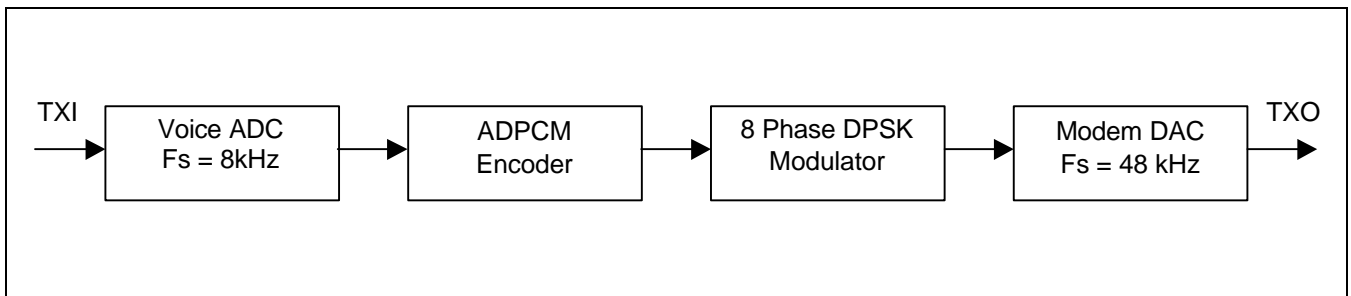 TXI
Voice ADC
Fs = 8kHz
ADPCM
Encoder
8 Phase DPSK
Modulator
Modem DAC
Fs = 48 kHz
TXO